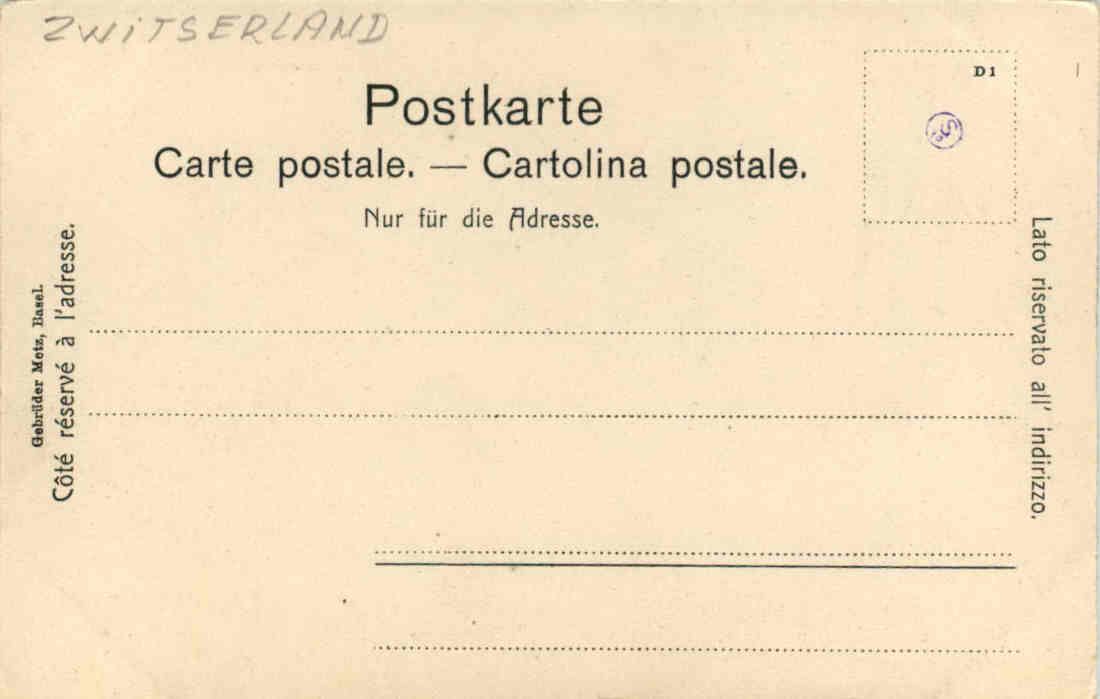 ZWITSERLAND
D 1
Postkarte
Carte postale. — Cartolina postale.
Nur für die Adresse.
Gebrüder Metz, Basel.
Côté réservé à l'adresse.
Lato riservato all' indirizzo.